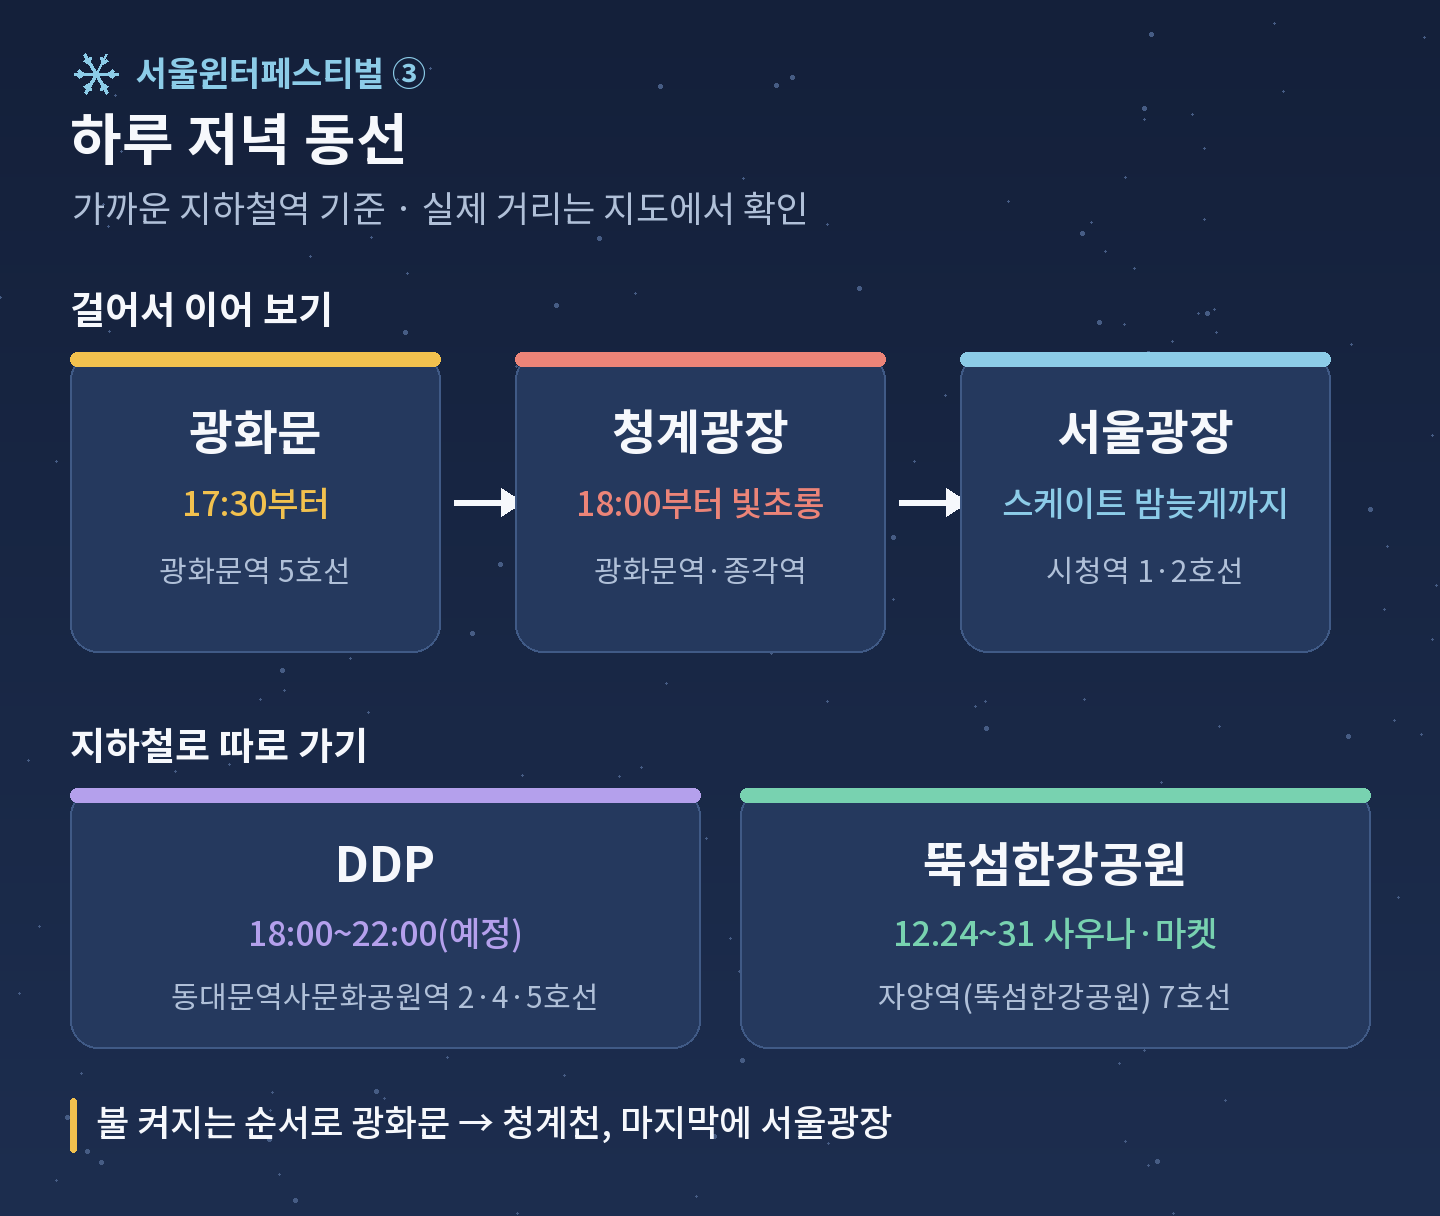 서울윈터페스티벌 ③
하루 저녁 동선
가까운 지하철역 기준 · 실제 거리는 지도에서 확인
걸어서 이어 보기
광화문
17:30부터
광화문역 5호선
청계광장
18:00부터 빛초롱
광화문역·종각역
서울광장
스케이트 밤늦게까지
시청역 1·2호선
지하철로 따로 가기
DDP
18:00~22:00(예정)
동대문역사문화공원역 2·4·5호선
뚝섬한강공원
12.24~31 사우나·마켓
자양역(뚝섬한강공원) 7호선
불 켜지는 순서로 광화문 → 청계천, 마지막에 서울광장